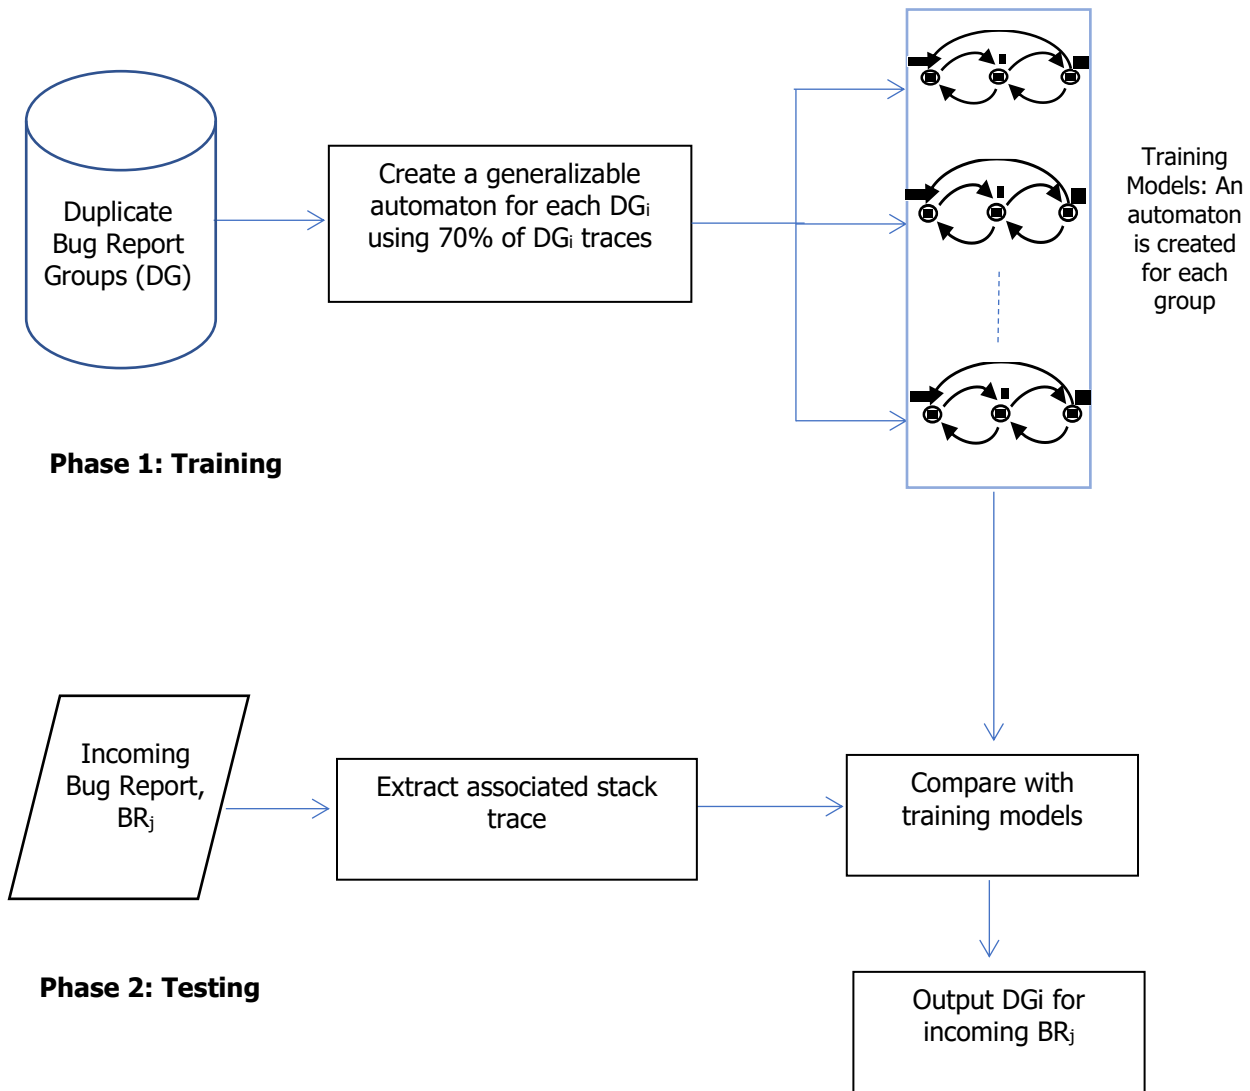 Duplicate
Bug Report
Groups (DG)
Create a generalizable
automaton for each DGi
using 70% of DGi traces
Training
Models: An
automaton
is created
for each
group
Phase 1: Training
Incoming
Bug Report,
BRj
Extract associated stack
trace
Compare with
training models
Phase 2: Testing
Output DGi for
incoming BRj